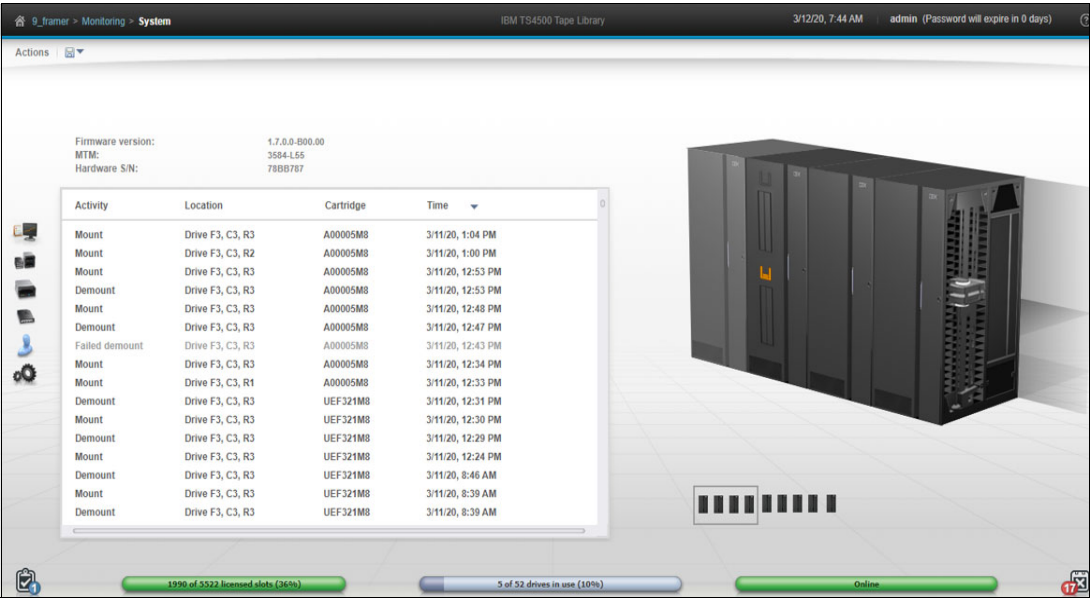 9_framer > Monitoring > System
IBM TS4500 Tape Library
3/12/20, 7:44 AM | admin (Password will expire in 0 days)
?
Actions
Firmware version: 1.7.0.0-B00.00
MTM: 3584-L55
Hardware S/N: 78BB787
Activity Location Cartridge Time 0
Mount Drive F3, C3, R3 A00005M8 3/11/20, 1:04 PM
Mount Drive F3, C3, R2 A00005M8 3/11/20, 1:00 PM
Mount Drive F3, C3, R3 A00005M8 3/11/20, 12:53 PM
Demount Drive F3, C3, R3 A00005M8 3/11/20, 12:53 PM
Mount Drive F3, C3, R3 A00005M8 3/11/20, 12:48 PM
Demount Drive F3, C3, R3 A00005M8 3/11/20, 12:47 PM
Failed demount Drive F3, C3, R3 A00005M8 3/11/20, 12:43 PM
Mount Drive F3, C3, R3 A00005M8 3/11/20, 12:34 PM
Mount Drive F3, C3, R1 A00005M8 3/11/20, 12:33 PM
Demount Drive F3, C3, R3 UEF321M8 3/11/20, 12:31 PM
Mount Drive F3, C3, R3 UEF321M8 3/11/20, 12:30 PM
Demount Drive F3, C3, R3 UEF321M8 3/11/20, 12:29 PM
Mount Drive F3, C3, R3 UEF321M8 3/11/20, 12:24 PM
Demount Drive F3, C3, R3 UEF321M8 3/11/20, 8:46 AM
Mount Drive F3, C3, R3 UEF321M8 3/11/20, 8:39 AM
Demount Drive F3, C3, R3 UEF321M8 3/11/20, 8:39 AM
1
1990 of 5522 licensed slots (36%)
5 of 52 drives in use (10%)
Online
17